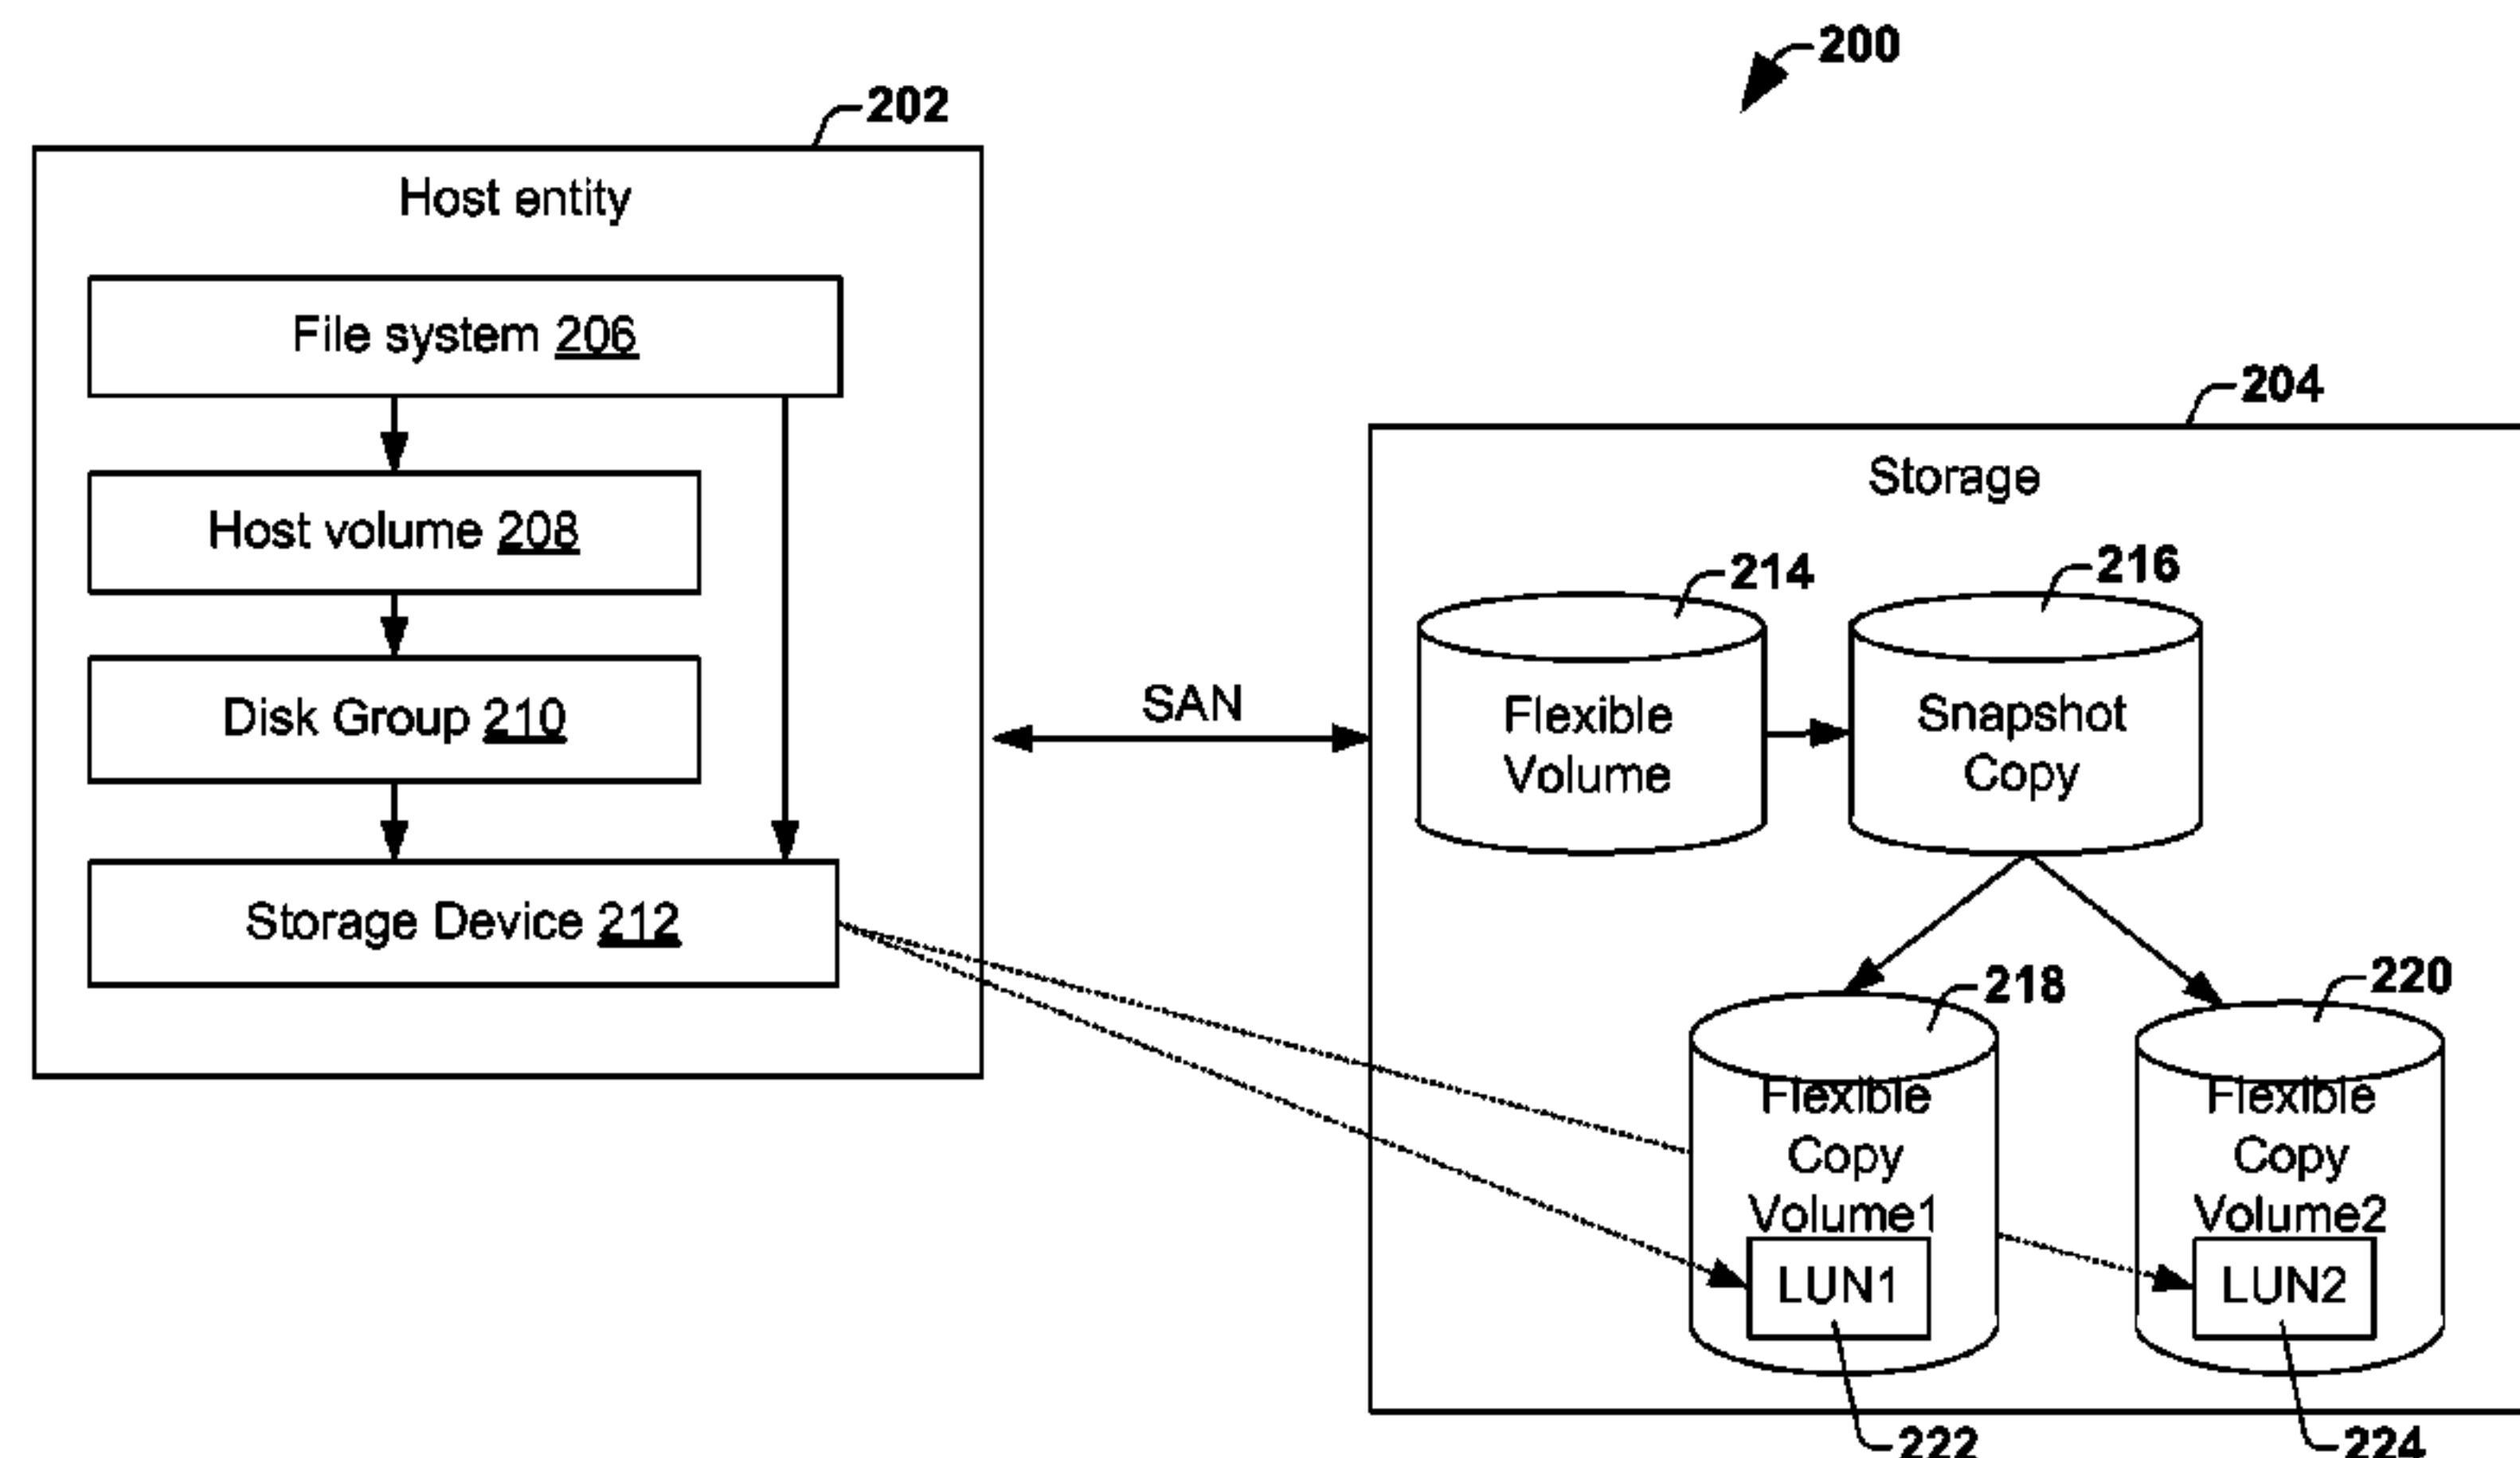 200
202
Host entity
File system 206
Host volume 208
Disk Group 210
Storage Device 212
SAN
204
Storage
214
Flexible
Volume
216
Snapshot
Copy
218
Flexible
Copy
Volume1
LUN1
222
220
Flexible
Copy
Volume2
LUN2
224